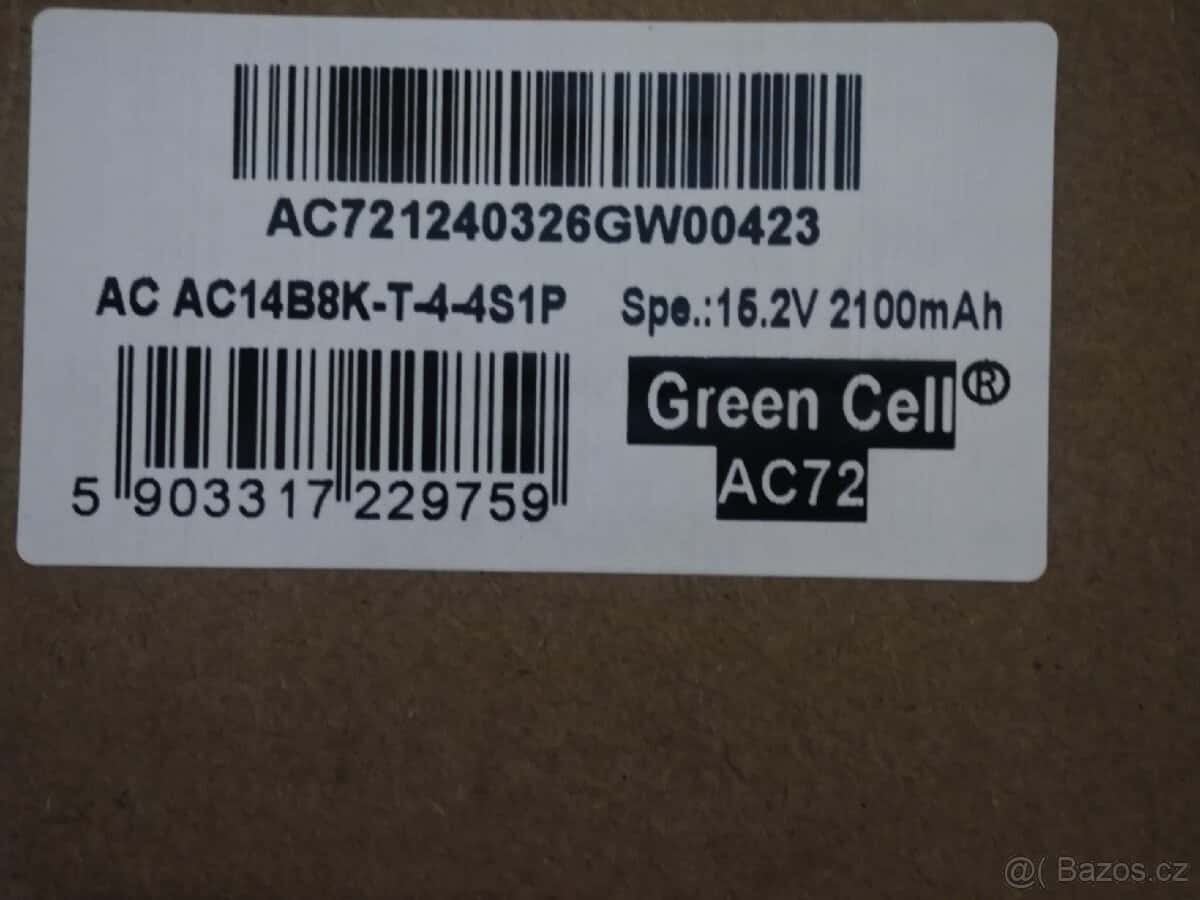 AC721240326GW00423
AC AC14B8K-T-4-4S1P Spe.:15.2V 2100mAh
Green Cell®
AC72
5 903317 229759
@( Bazos.cz